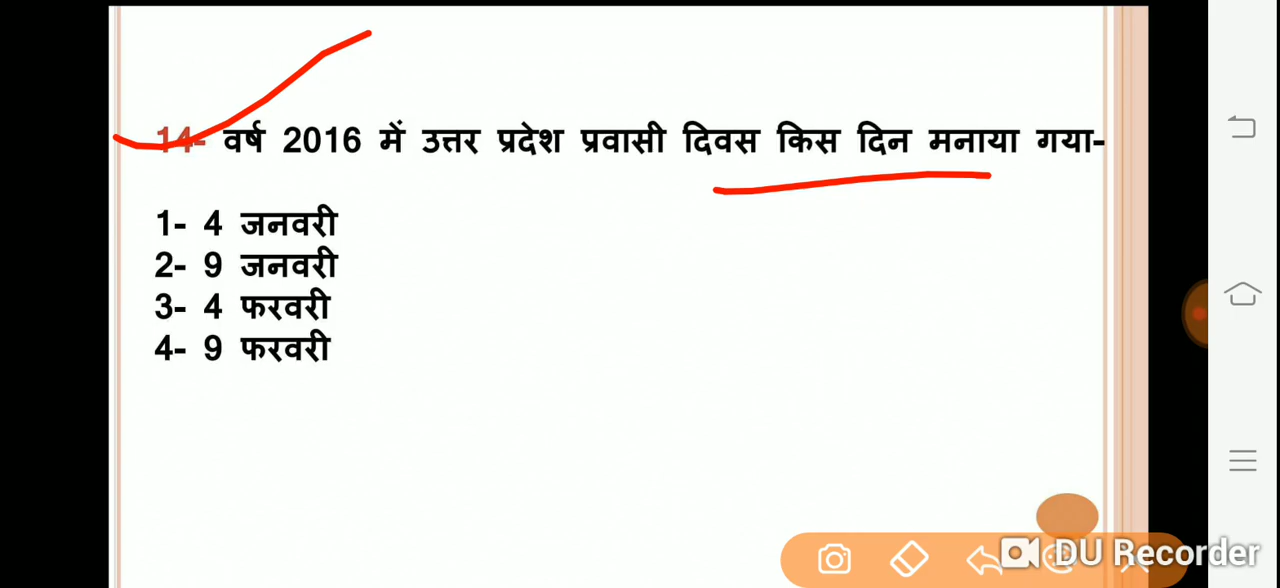 14- वर्ष 2016 में उत्तर प्रदेश प्रवासी दिवस किस दिन मनाया गया-
1- 4 जनवरी
2- 9 जनवरी
3- 4 फरवरी
4- 9 फरवरी
DU Recorder